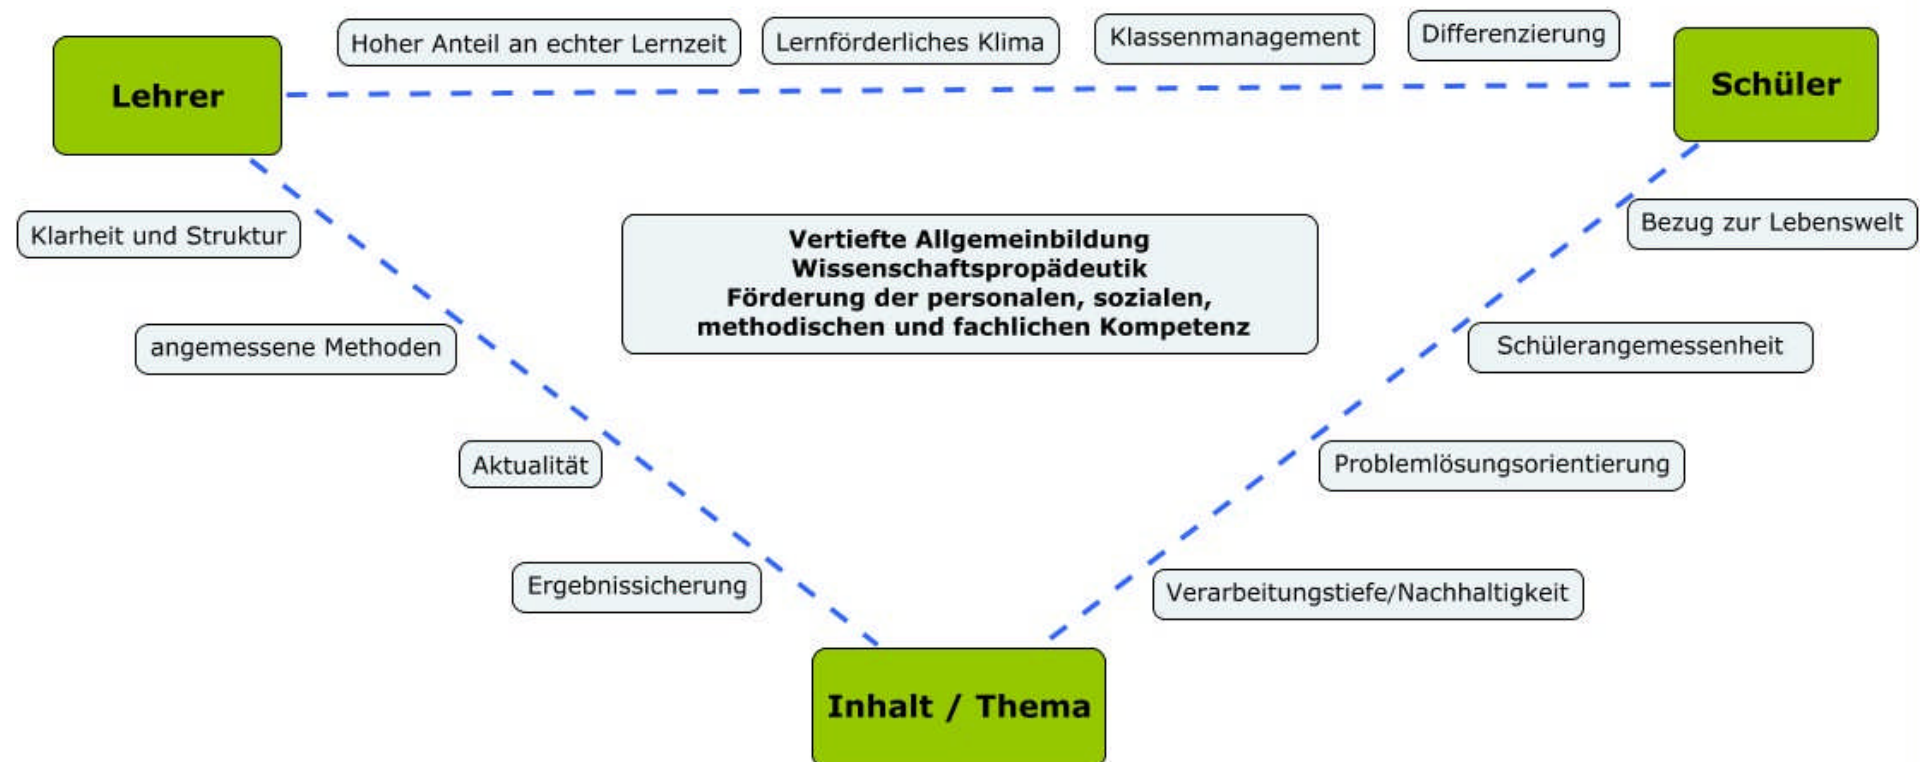 Hoher Anteil an echter Lernzeit
Lernförderliches Klima
Klassenmanagement
Differenzierung
Lehrer
Schüler
Klarheit und Struktur
Bezug zur Lebenswelt
Vertiefte Allgemeinbildung
Wissenschaftspropädeutik
Förderung der personalen, sozialen,
methodischen und fachlichen Kompetenz
angemessene Methoden
Schülerangemessenheit
Aktualität
Problemlösungsorientierung
Ergebnissicherung
Verarbeitungstiefe/Nachhaltigkeit
Inhalt / Thema